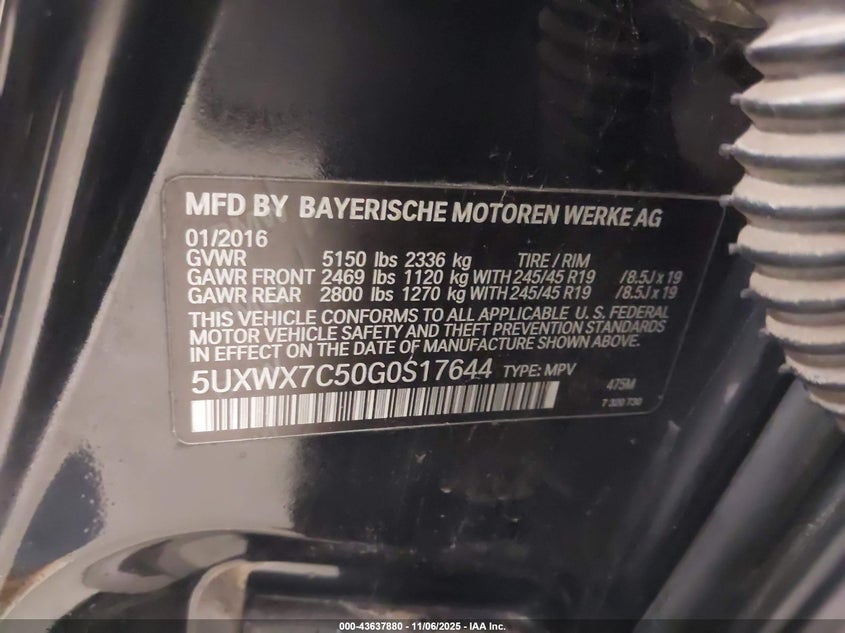 MFD BY BAYERISCHE MOTOREN WERKE AG
01/2016
GVWR 5150 lbs 2336 kg TIRE / RIM
GAWR FRONT 2469 lbs 1120 kg WITH 245/45 R19 /8.5J x 19
GAWR REAR 2800 lbs 1270 kg WITH 245/45 R19 /8.5J x 19
THIS VEHICLE CONFORMS TO ALL APPLICABLE U. S. FEDERAL
MOTOR VEHICLE SAFETY AND THEFT PREVENTION STANDARDS
IN EFFECT ON THE DATE OF MANUFACTURE SHOWN ABOVE.
5UXWX7C50G0S17644 TYPE: MPV 475M
7 320 730
000-43637880 - 11/06/2025 - IAA Inc.